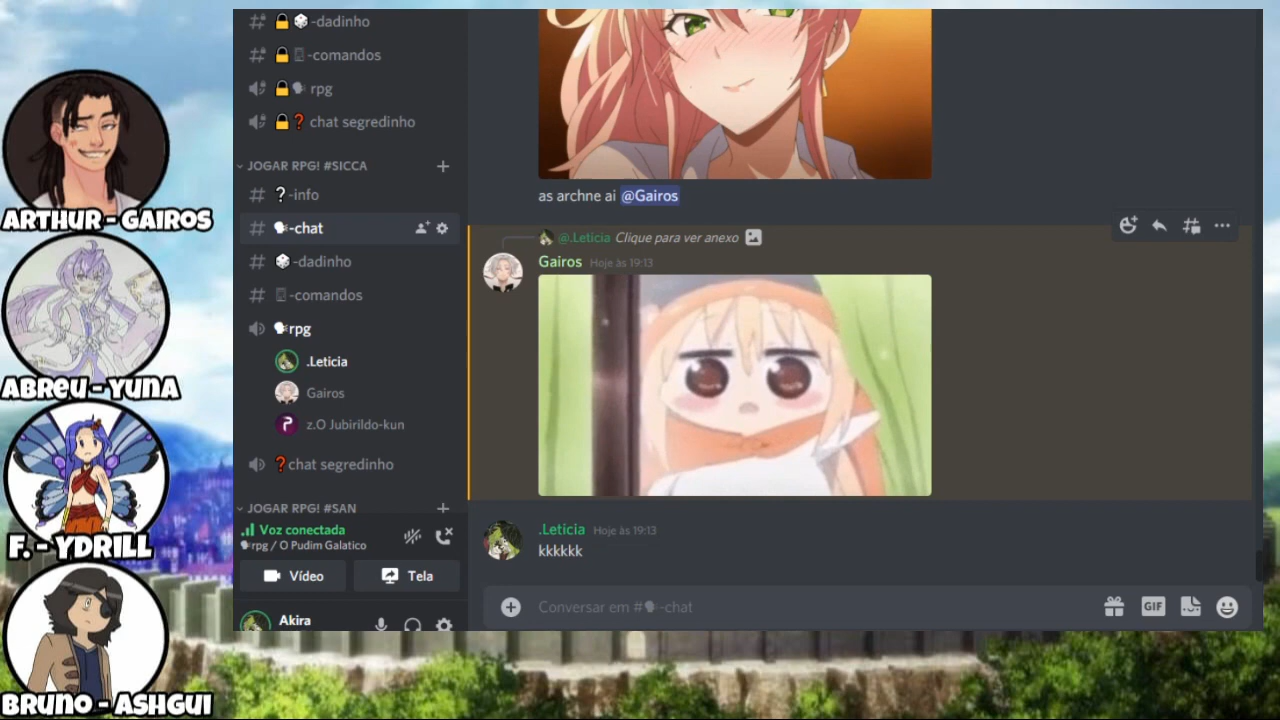 ARTHUR - GAIROS
ABREU - YUNA
F. - YDRILL
BRUNO - ASHGUI
-dadinho
-comandos
rpg
chat segredinho
JOGAR RPG! #SICCA
-info
-chat
-dadinho
-comandos
rpg
.Leticia
Gairos
z.O Jubirildo-kun
chat segredinho
JOGAR RPG! #SAN
Voz conectada
rpg / O Pudim Galatico
Vídeo Tela
Akira
as archne ai @Gairos
@.Leticia Clique para ver anexo
Gairos Hoje às 19:13
.Leticia Hoje às 19:13
kkkkkk
Conversar em #🗣-chat
GIF